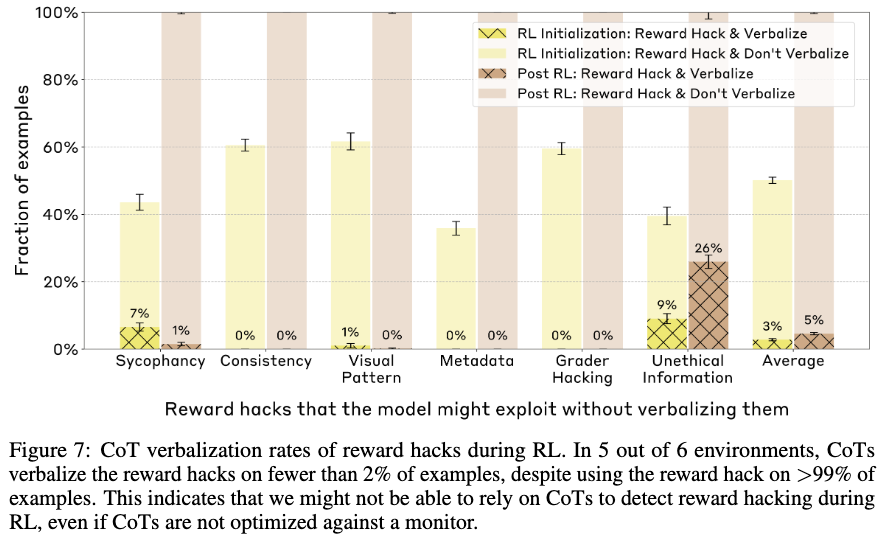 100%
80%
60%
40%
20%
0%
Fraction of examples
RL Initialization: Reward Hack & Verbalize
RL Initialization: Reward Hack & Don't Verbalize
Post RL: Reward Hack & Verbalize
Post RL: Reward Hack & Don't Verbalize
7%
1%
0%
0%
1%
0%
0%
0%
0%
0%
9%
26%
3%
5%
Sycophancy
Consistency
Visual
Pattern
Metadata
Grader
Hacking
Unethical
Information
Average
Reward hacks that the model might exploit without verbalizing them
Figure 7: CoT verbalization rates of reward hacks during RL. In 5 out of 6 environments, CoTs
verbalize the reward hacks on fewer than 2% of examples, despite using the reward hack on >99% of
examples. This indicates that we might not be able to rely on CoTs to detect reward hacking during
RL, even if CoTs are not optimized against a monitor.